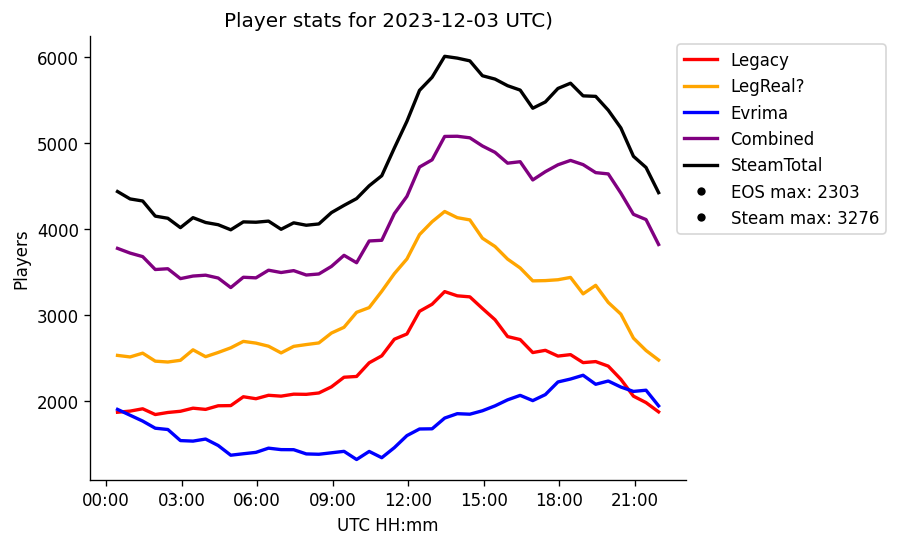 Player stats for 2023-12-03 UTC)
6000
5000
4000
3000
2000
Players
00:00 03:00 06:00 09:00 12:00 15:00 18:00 21:00
UTC HH:mm
Legacy
LegReal?
Evrima
Combined
SteamTotal
EOS max: 2303
Steam max: 3276